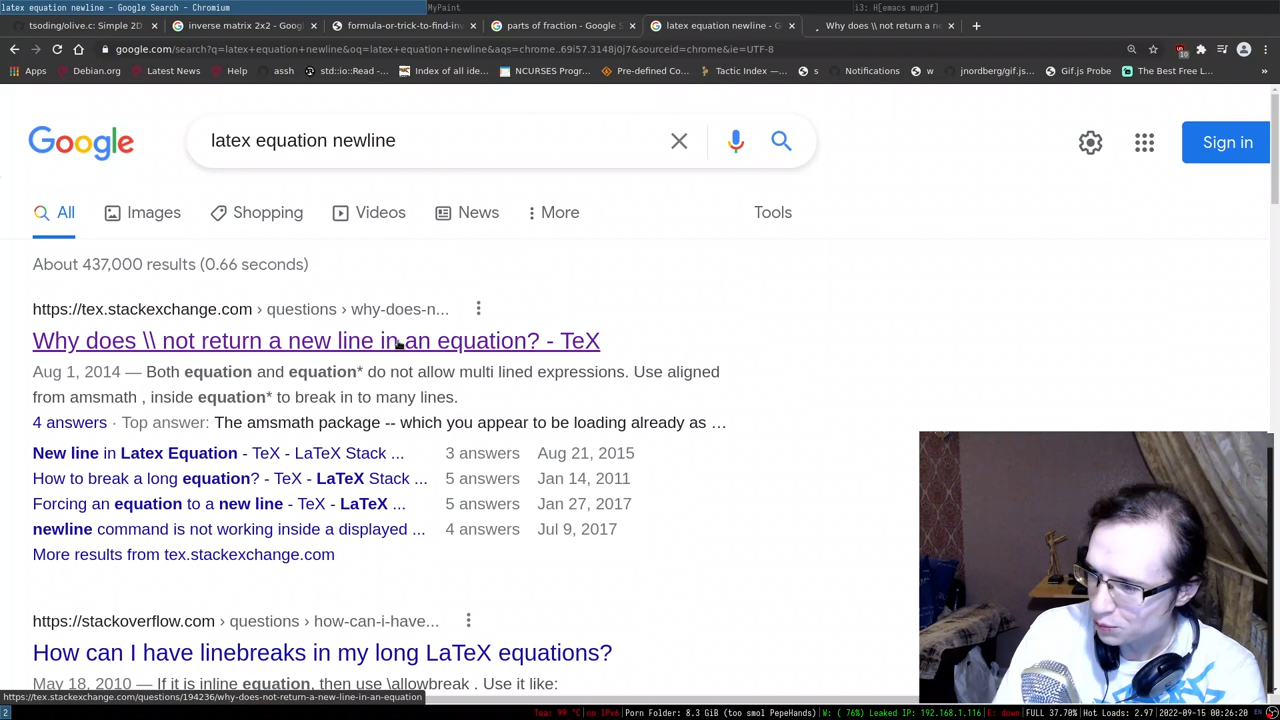 latex equation newline - Google Search - Chromium
MyPaint
i3: H[emacs mupdf]
tsoding/olive.c: Simple 2D
inverse matrix 2x2 - Goog
formula-or-trick-to-find-inv
parts of fraction - Google S
latex equation newline - G
Why does \\ not return a ne
google.com/search?q=latex+equation+newline&oq=latex+equation+newline&aqs=chrome..69i57.3148j0j7&sourceid=chrome&ie=UTF-8
10
Apps
Debian.org
Latest News
Help
assh
std::io::Read -...
Index of all ide...
NCURSES Progr...
Pre-defined Co...
Tactic Index —...
s
Notifications
w
jnordberg/gif.js...
Gif.js Probe
The Best Free L...
»
Google
latex equation newline
Sign in
All
Images
Shopping
Videos
News
More
Tools
About 437,000 results (0.66 seconds)
https://tex.stackexchange.com › questions › why-does-n...
Why does \\ not return a new line in an equation? - TeX
Aug 1, 2014 — Both equation and equation* do not allow multi lined expressions. Use aligned
from amsmath , inside equation* to break in to many lines.
4 answers · Top answer: The amsmath package -- which you appear to be loading already as …
New line in Latex Equation - TeX - LaTeX Stack ... 3 answers Aug 21, 2015
How to break a long equation? - TeX - LaTeX Stack ... 5 answers Jan 14, 2011
Forcing an equation to a new line - TeX - LaTeX ... 5 answers Jan 27, 2017
newline command is not working inside a displayed ... 4 answers Jul 9, 2017
More results from tex.stackexchange.com
https://stackoverflow.com › questions › how-can-i-have...
How can I have linebreaks in my long LaTeX equations?
May 18, 2010 — If it is inline equation, then use \allowbreak . Use it like:
https://tex.stackexchange.com/questions/194236/why-does-not-return-a-new-line-in-an-equation
2
Tea: 99 °C|no IPv6|Porn Folder: 8.3 GiB (too smol PepeHands)|W: ( 76%) Leaked IP: 192.168.1.116|E: down|FULL 37.70%|Hot Loads: 2.97|2022-09-15 00:26:20
EN